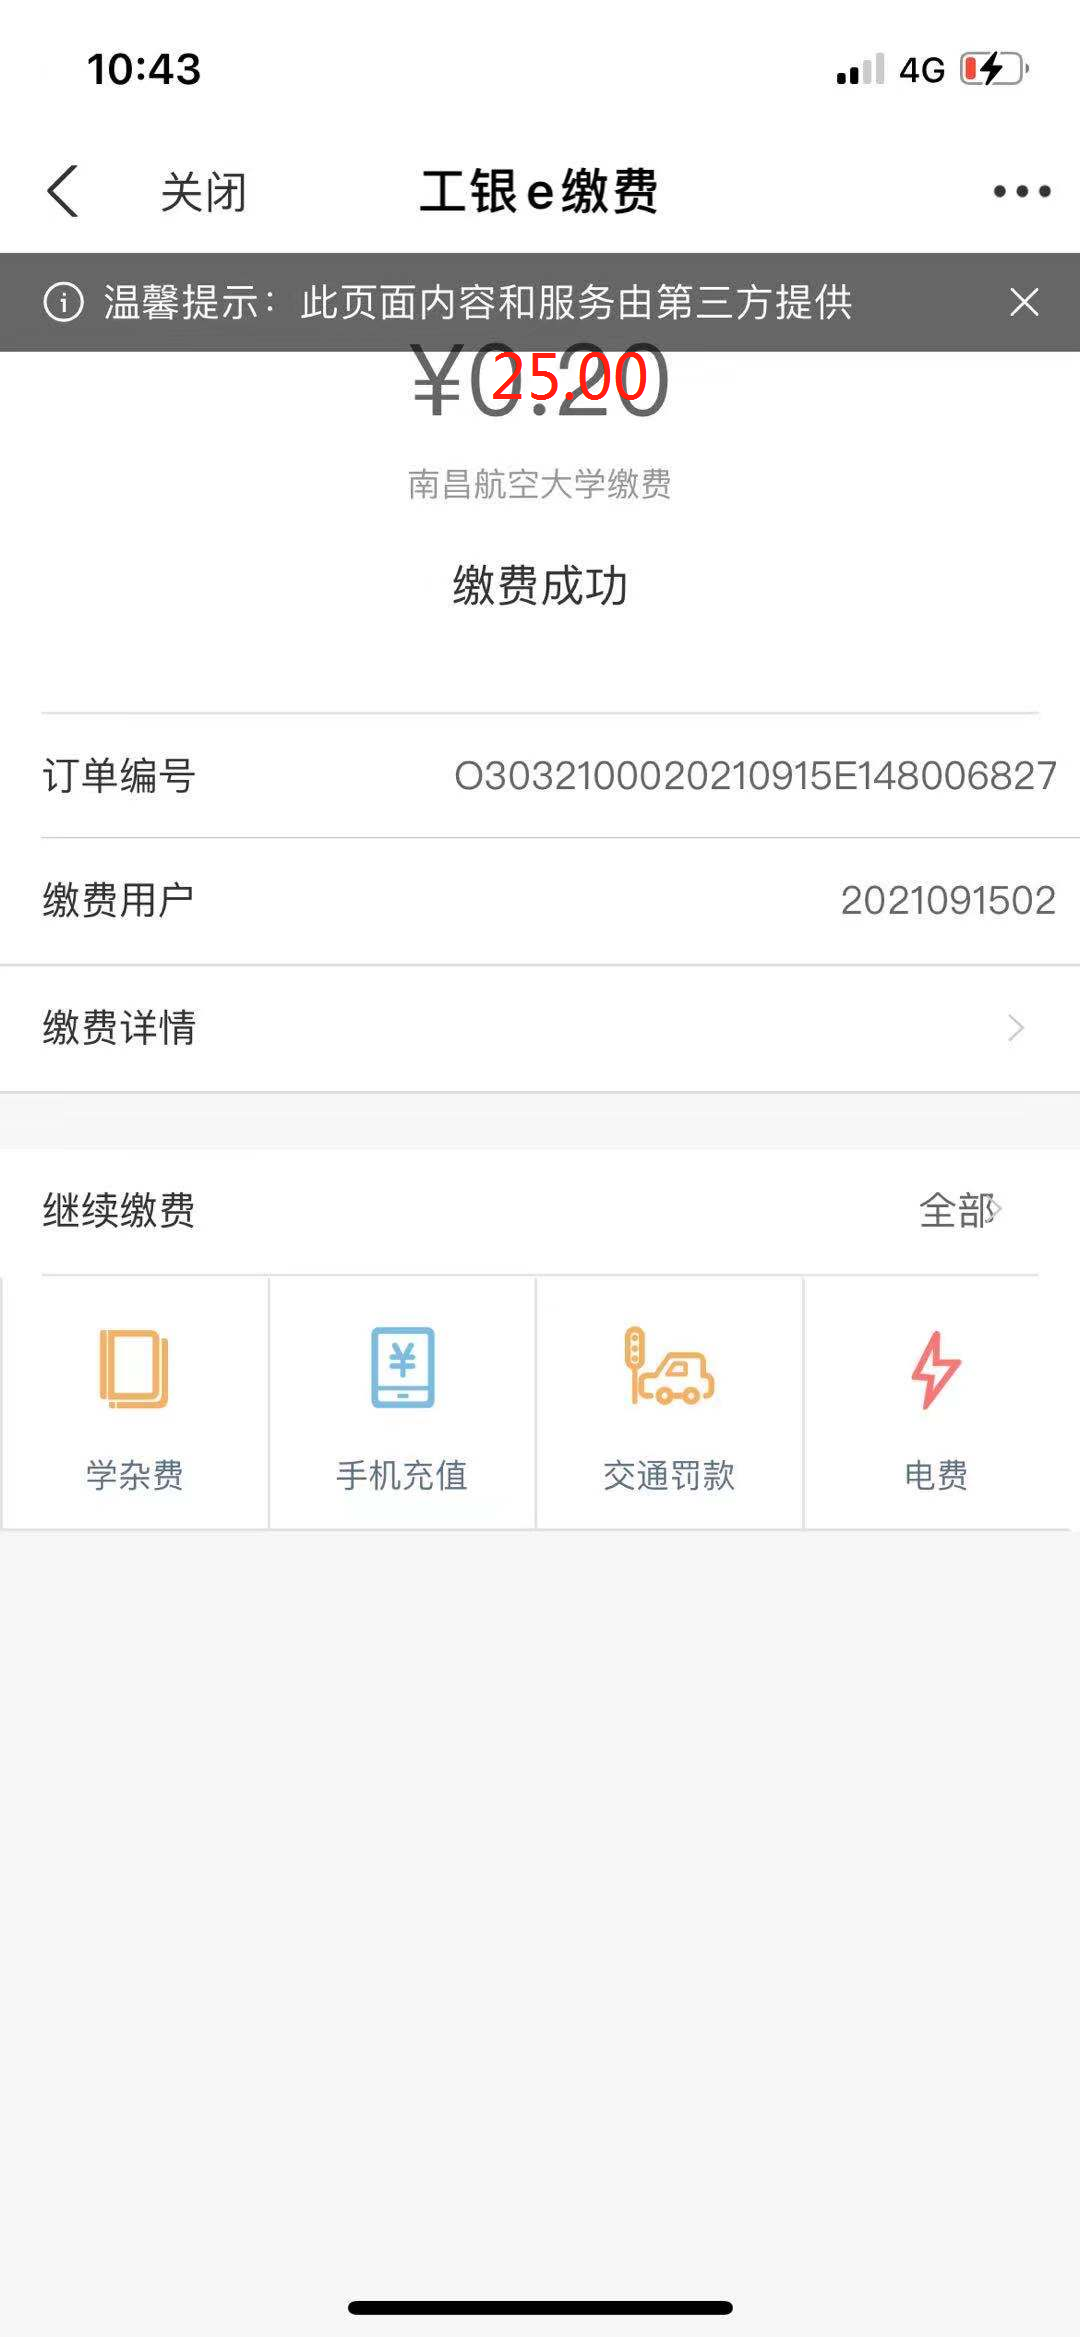 10:43
4G
关闭
工银e缴费
温馨提示：此页面内容和服务由第三方提供
¥0.20
25.00
南昌航空大学缴费
缴费成功
订单编号
O3032100020210915E148006827
缴费用户
2021091502
缴费详情
继续缴费
全部
学杂费
手机充值
交通罚款
电费